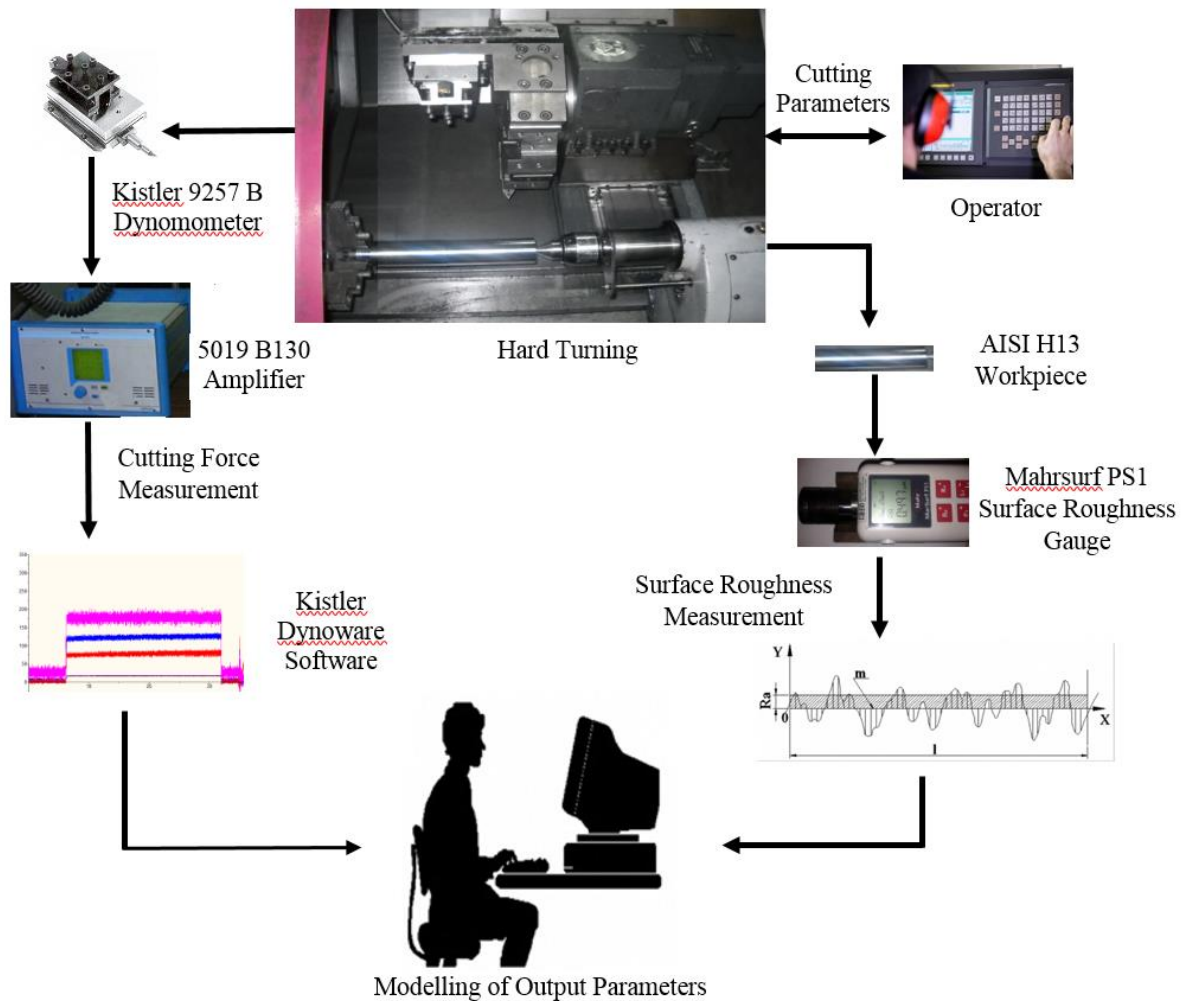 Cutting
Parameters
Operator
Kistler 9257 B
Dynomometer
Hard Turning
5019 B130
Amplifier
AISI H13
Workpiece
Cutting Force
Measurement
Mahrsurf PS1
Surface Roughness
Gauge
Surface Roughness
Measurement
Kistler
Dynoware
Software
Y
m
Ra
0
X
l
Modelling of Output Parameters